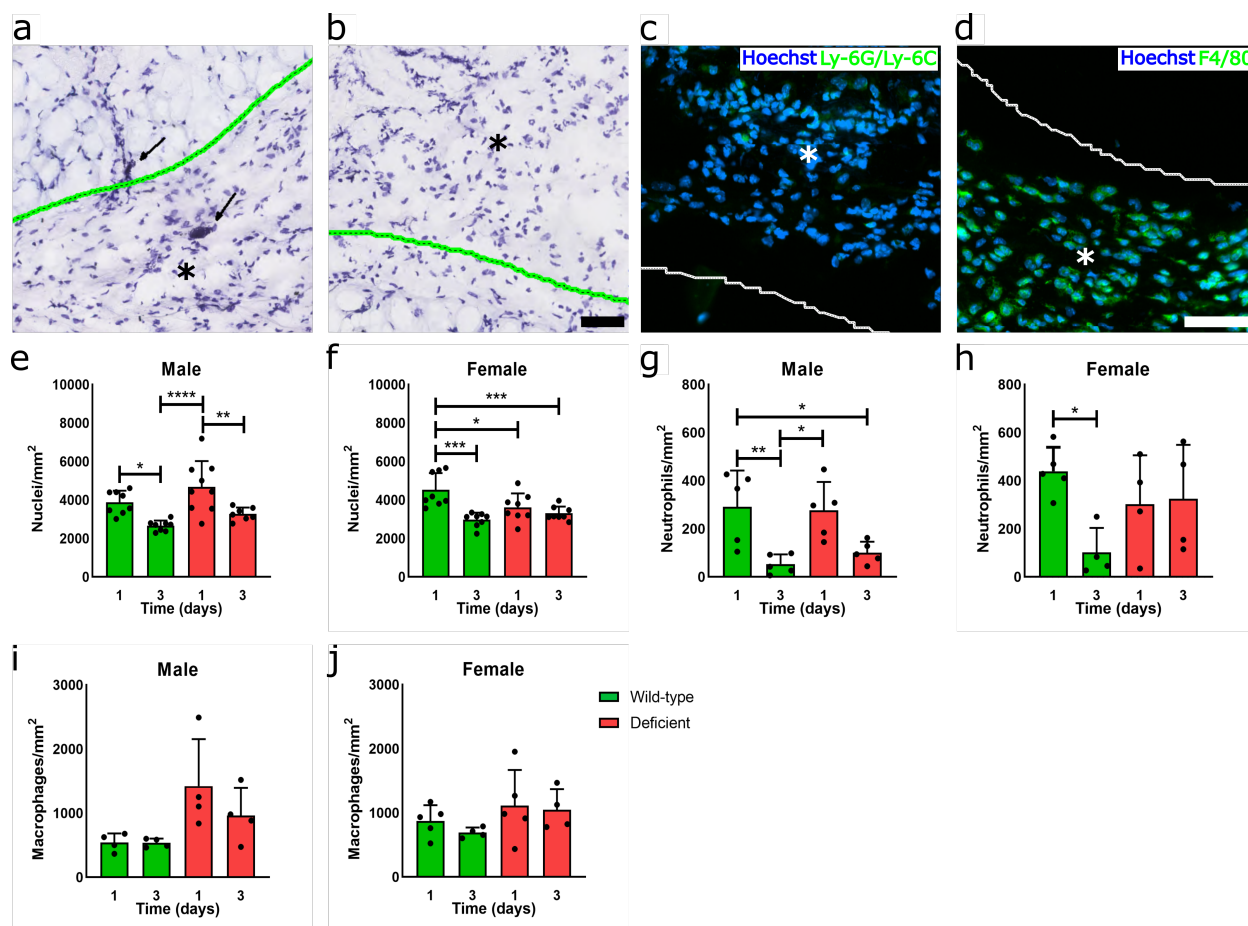 a
b
c
d
*
*
Hoechst Ly-6G/Ly-6C
*
Hoechst F4/80
*
e
Male
Nuclei/mm2
10000
8000
6000
4000
2000
0
*
****
**
1 3 1 3
Time (days)
f
Female
Nuclei/mm2
10000
8000
6000
4000
2000
0
***
*
***
1 3 1 3
Time (days)
g
Male
Neutrophils/mm2
800
600
400
200
0
*
*
**
1 3 1 3
Time (days)
h
Female
Neutrophils/mm2
800
600
400
200
0
*
1 3 1 3
Time (days)
i
Male
Macrophages/mm2
3000
2000
1000
0
1 3 1 3
Time (days)
j
Female
Macrophages/mm2
3000
2000
1000
0
1 3 1 3
Time (days)
Wild-type
Deficient